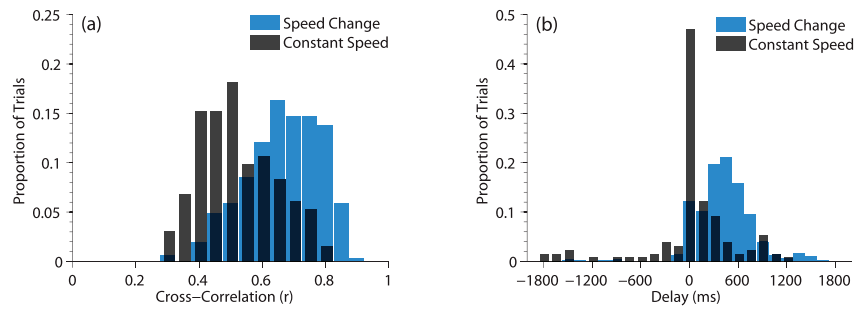 (a)
Speed Change
Constant Speed
0.25
0.2
0.15
0.1
0.05
0
Proportion of Trials
0 0.2 0.4 0.6 0.8 1
Cross−Correlation (r)
(b)
Speed Change
Constant Speed
0.5
0.4
0.3
0.2
0.1
0
Proportion of Trials
−1800 −1200 −600 0 600 1200 1800
Delay (ms)